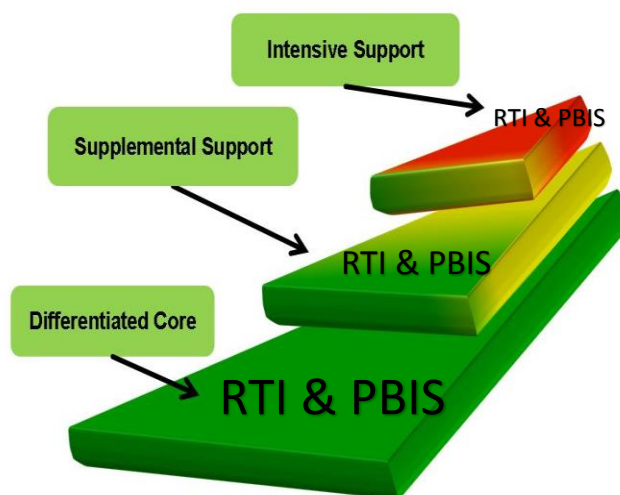 Intensive Support
RTI & PBIS
Supplemental Support
RTI & PBIS
Differentiated Core
RTI & PBIS